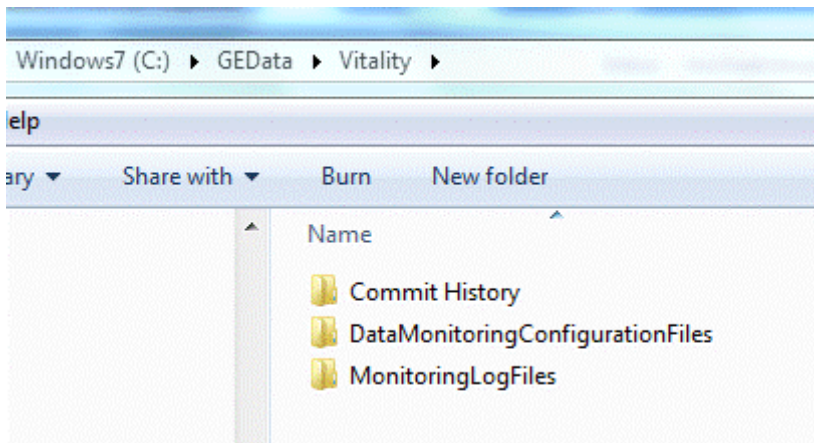 Windows7 (C:) ▸ GEData ▸ Vitality ▸
elp
ary ▾ Share with ▾ Burn New folder
Name
Commit History
DataMonitoringConfigurationFiles
MonitoringLogFiles